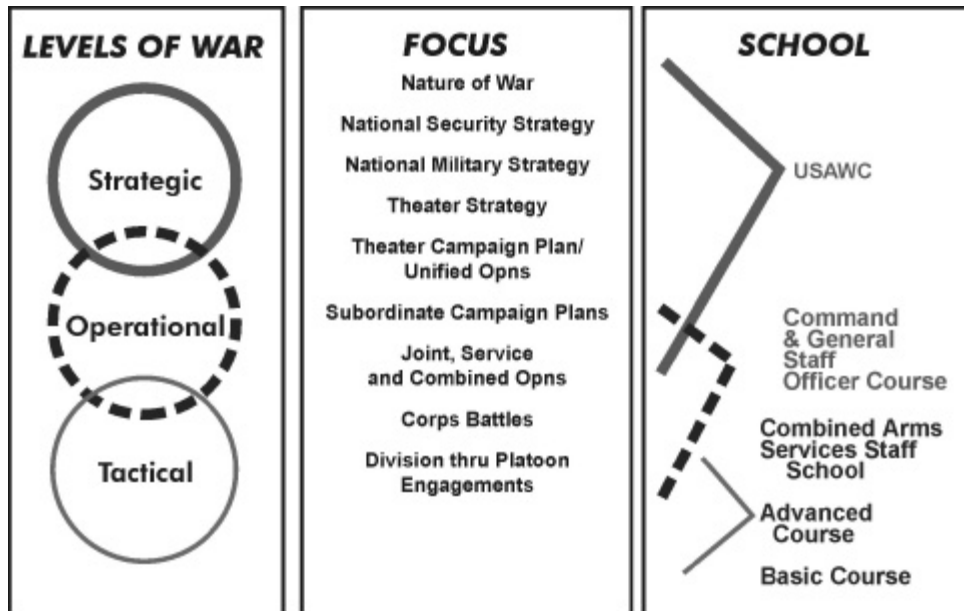 LEVELS OF WAR
Strategic
Operational
Tactical
FOCUS
Nature of War
National Security Strategy
National Military Strategy
Theater Strategy
Theater Campaign Plan/
Unified Opns
Subordinate Campaign Plans
Joint, Service
and Combined Opns
Corps Battles
Division thru Platoon
Engagements
SCHOOL
USAWC
Command
& General
Staff
Officer Course
Combined Arms
Services Staff
School
Advanced
Course
Basic Course